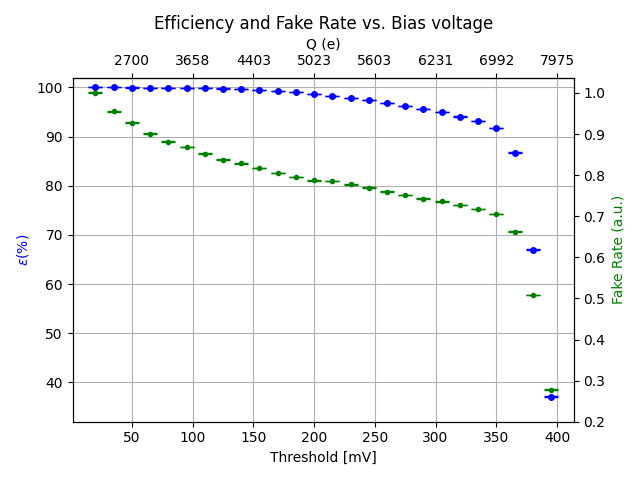 Efficiency and Fake Rate vs. Bias voltage
Q (e)
2700 3658 4403 5023 5603 6231 6992 7975
100
90
80
70
60
50
40
ε(%)
1.0
0.9
0.8
0.7
0.6
0.5
0.4
0.3
0.2
Fake Rate (a.u.)
50 100 150 200 250 300 350 400
Threshold [mV]